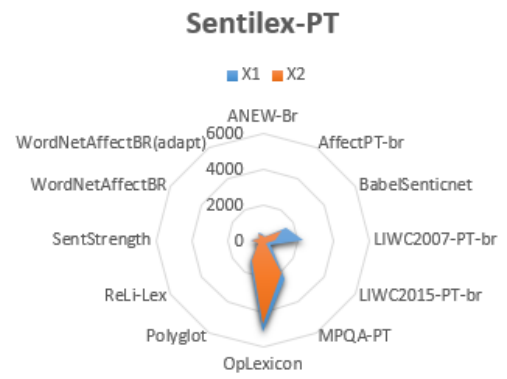 Sentilex-PT
X1 X2
ANEW-Br
AffectPT-br
BabelSenticnet
LIWC2007-PT-br
LIWC2015-PT-br
MPQA-PT
OpLexicon
Polyglot
ReLi-Lex
SentStrength
WordNetAffectBR
WordNetAffectBR(adapt)
6000
4000
2000
0